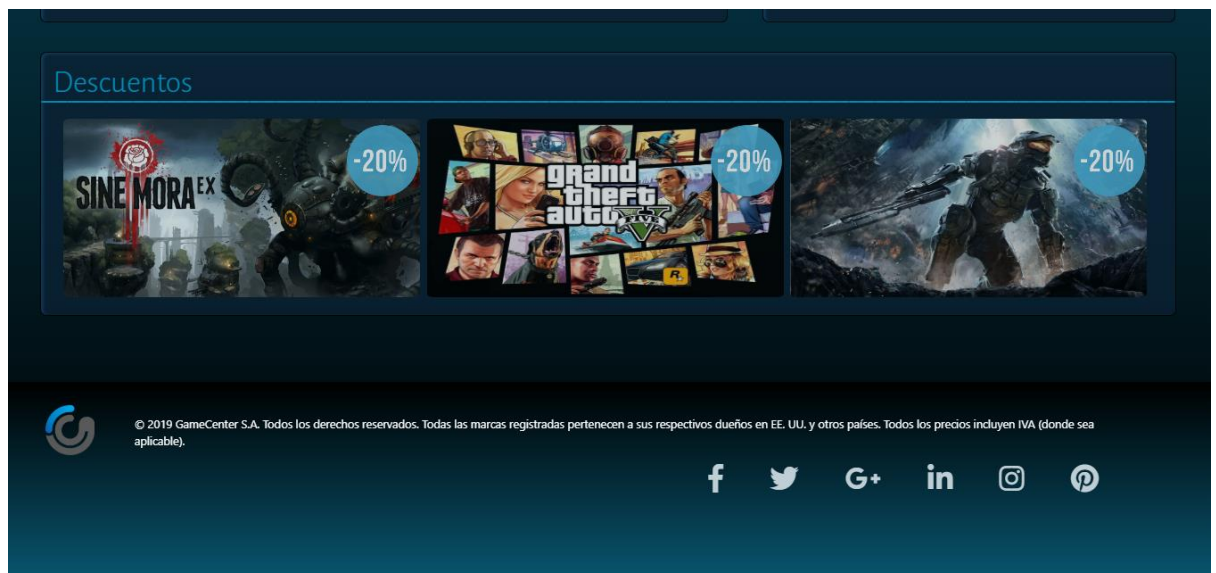 Descuentos
SINE MORA EX
-20%
grand
theft
auto
FIVE
R
-20%
-20%
© 2019 GameCenter S.A. Todos los derechos reservados. Todas las marcas registradas pertenecen a sus respectivos dueños en EE. UU. y otros países. Todos los precios incluyen IVA (donde sea
aplicable).
f
G+
in